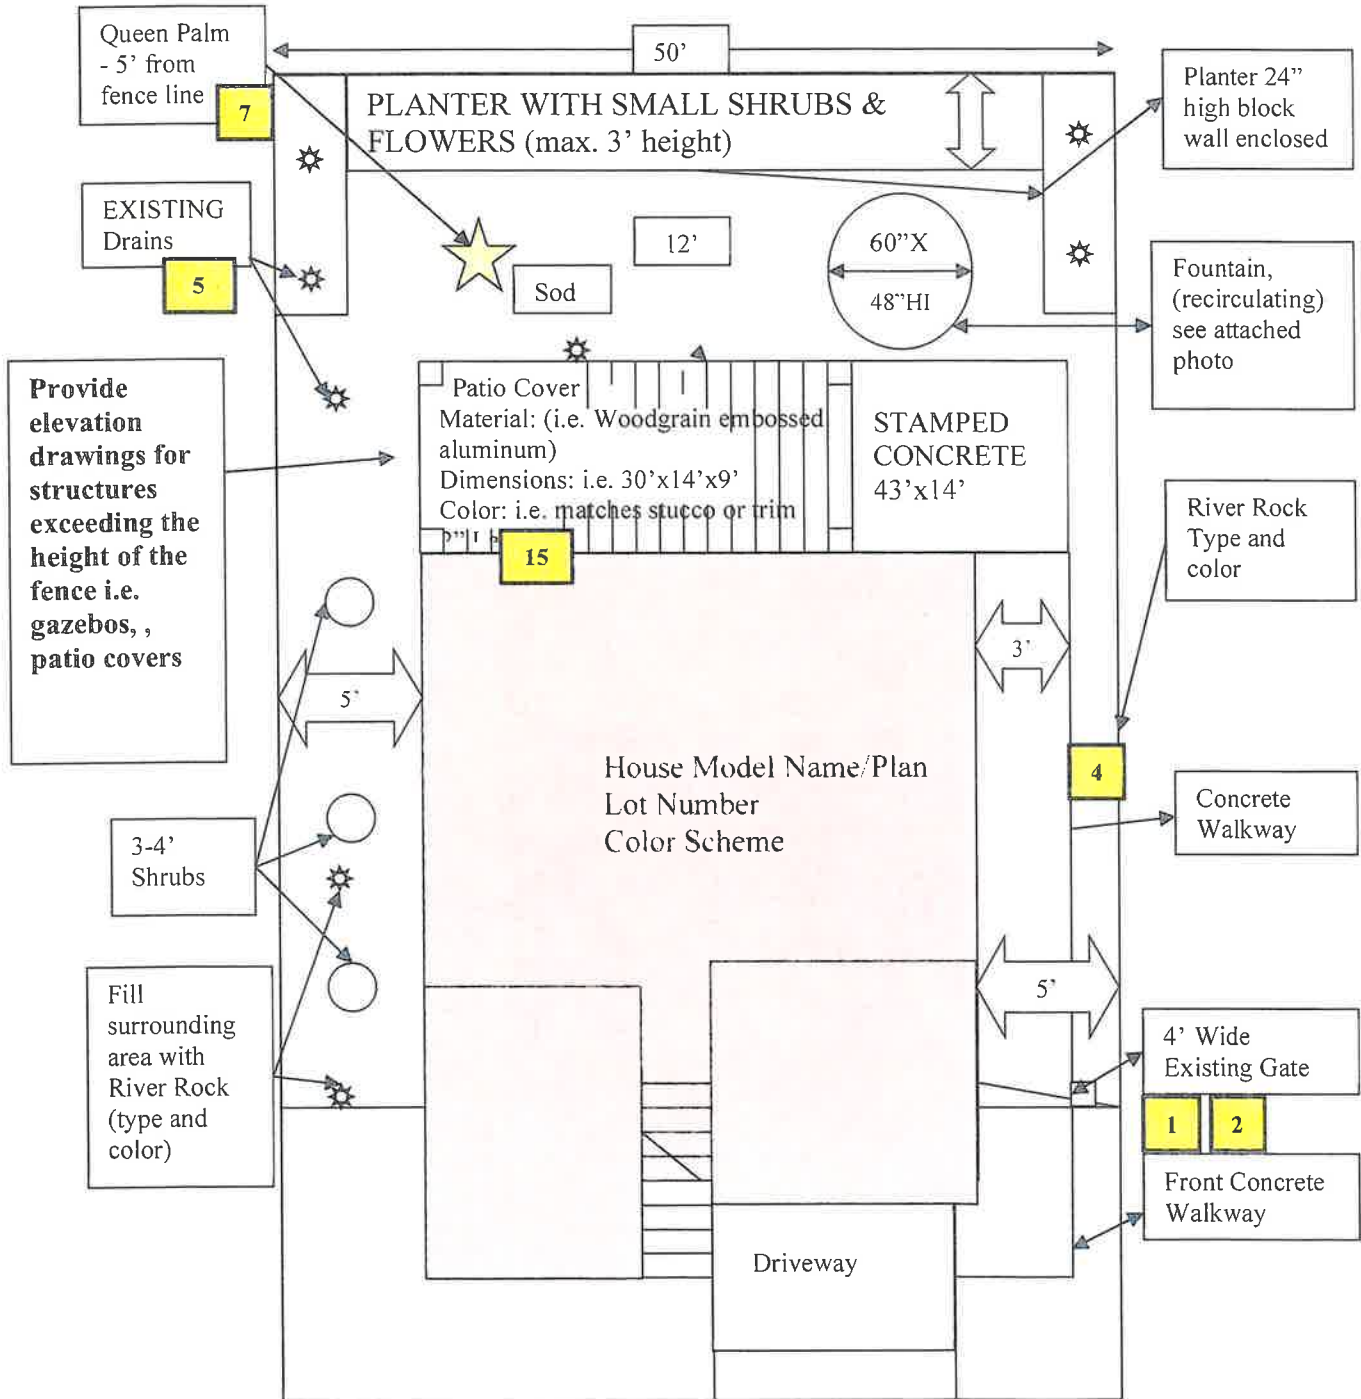 Queen Palm
- 5' from
fence line
7
50'
PLANTER WITH SMALL SHRUBS &
FLOWERS (max. 3' height)
Planter 24"
high block
wall enclosed
EXISTING
Drains
5
Sod
12'
60"X
48"HI
Fountain,
(recirculating)
see attached
photo
Provide
elevation
drawings for
structures
exceeding the
height of the
fence i.e.
gazebos, ,
patio covers
Patio Cover
Material: (i.e. Woodgrain embossed
aluminum)
Dimensions: i.e. 30'x14'x9'
Color: i.e. matches stucco or trim
15
STAMPED
CONCRETE
43'x14'
River Rock
Type and
color
5'
3'
House Model Name/Plan
Lot Number
Color Scheme
4
Concrete
Walkway
3-4'
Shrubs
Fill
surrounding
area with
River Rock
(type and
color)
5'
4' Wide
Existing Gate
1
2
Front Concrete
Walkway
Driveway